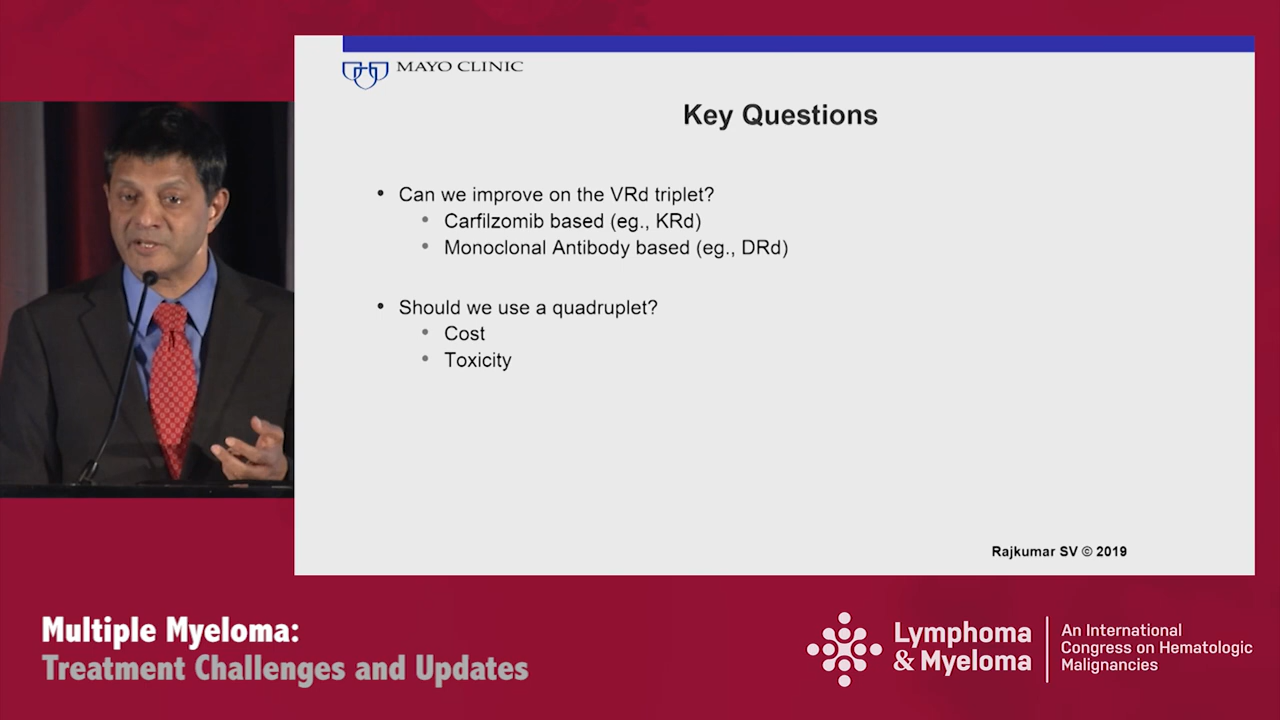 MAYO CLINIC
Key Questions
• Can we improve on the VRd triplet?
• Carfilzomib based (eg., KRd)
• Monoclonal Antibody based (eg., DRd)
• Should we use a quadruplet?
• Cost
• Toxicity
Rajkumar SV © 2019
Multiple Myeloma:
Treatment Challenges and Updates
Lymphoma
& Myeloma
An International
Congress on Hematologic
Malignancies